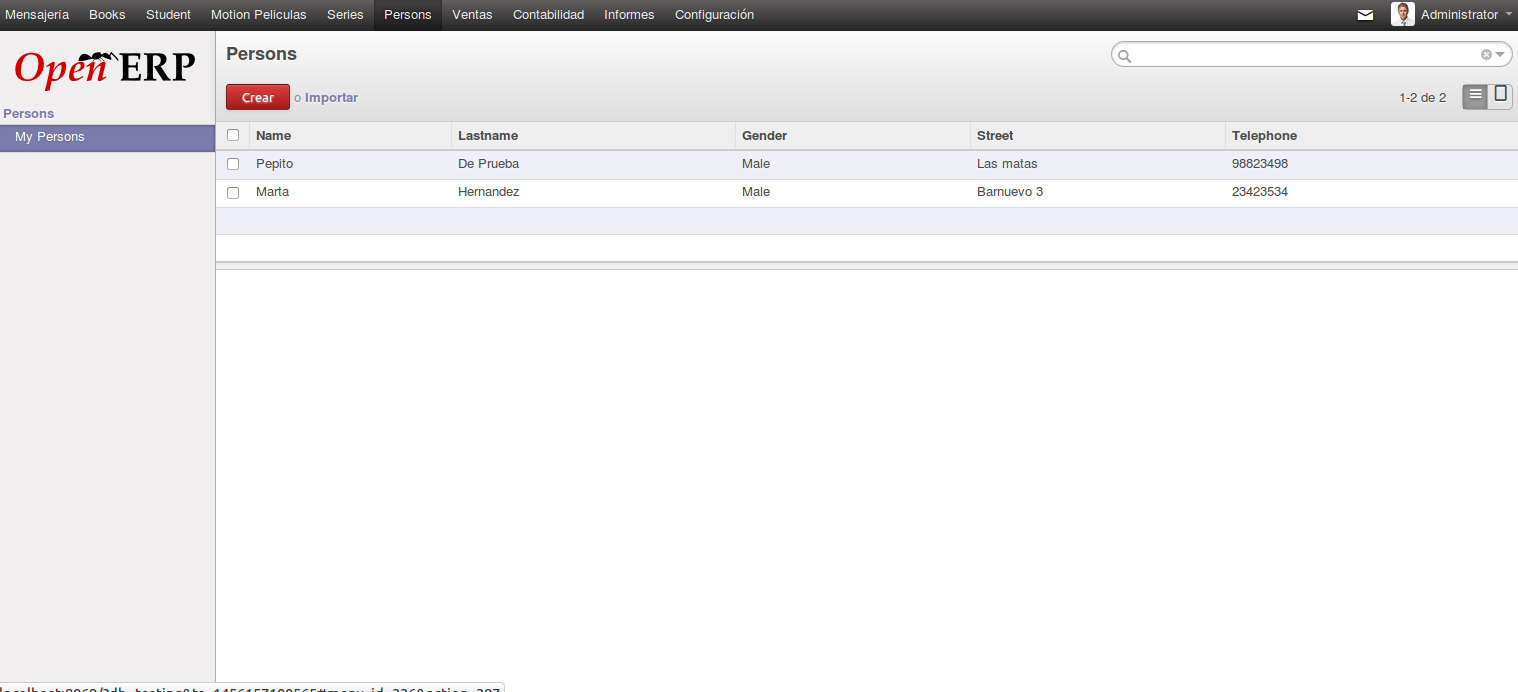 Mensajería Books Student Motion Peliculas Series Persons Ventas Contabilidad Informes Configuración Administrator
Open ERP
Persons
My Persons
Persons
Crear o Importar
1-2 de 2
Name Lastname Gender Street Telephone
Pepito De Prueba Male Las matas 98823498
Marta Hernandez Male Barnuevo 3 23423534